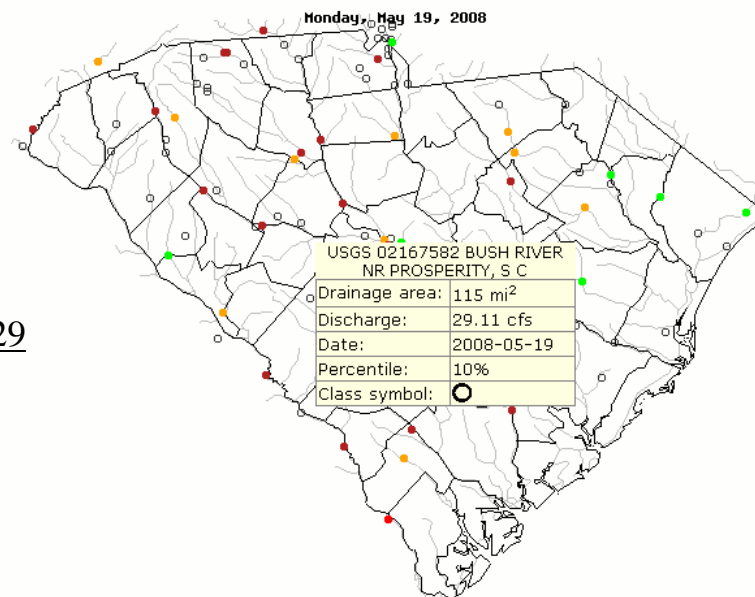 Monday, May 19, 2008
USGS 02167582 BUSH RIVER
NR PROSPERITY, S C
Drainage area: 115 mi²
Discharge: 29.11 cfs
Date: 2008-05-19
Percentile: 10%
Class symbol:
29